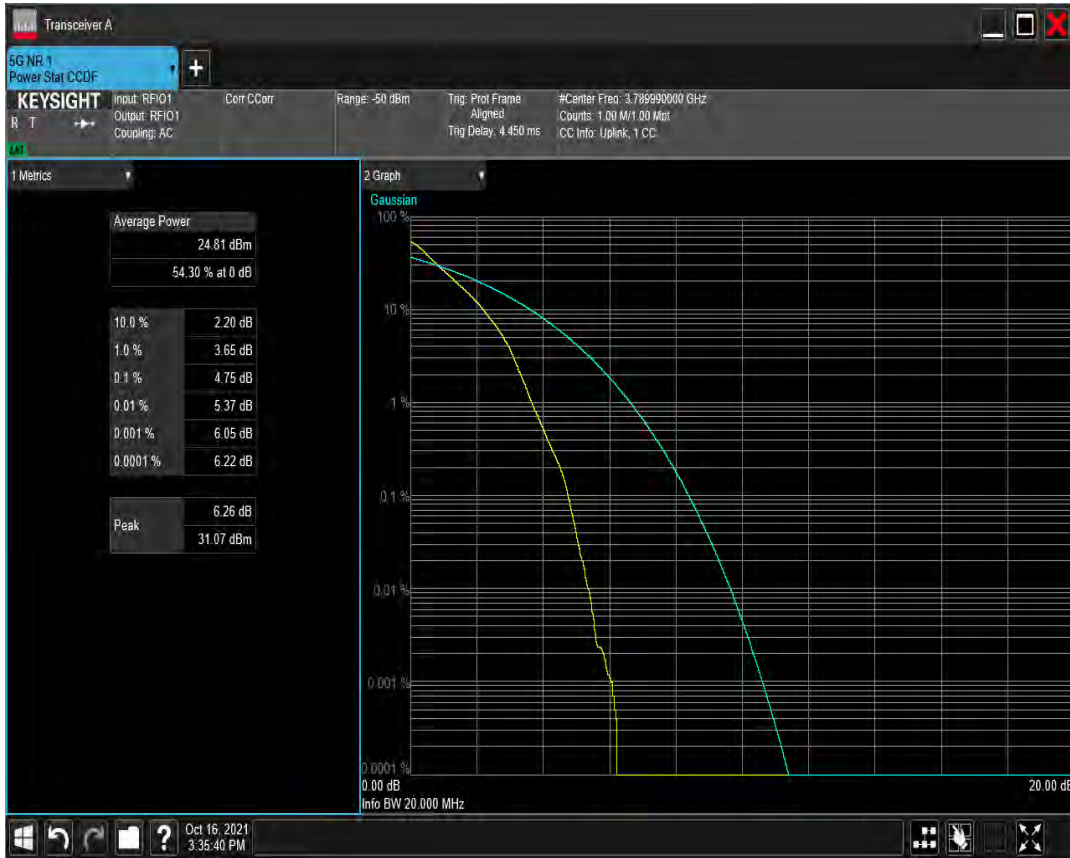 Transceiver A
5G NR 1
Power Stat CCDF
+
KEYSIGHT
R T
Input: RFIO1
Output: RFIO1
Coupling: AC
Corr CCorr
Range: -50 dBm
Trig: Prot Frame
Aligned
Trig Delay: 4.450 ms
#Center Freq: 3.789990000 GHz
Counts: 1.00 M/1.00 Mpt
CC Info: Uplink, 1 CC
1 Metrics
Average Power
24.81 dBm
54.30 % at 0 dB
10.0 % 2.20 dB
1.0 % 3.65 dB
0.1 % 4.75 dB
0.01 % 5.37 dB
0.001 % 6.05 dB
0.0001 % 6.22 dB
Peak 6.26 dB
31.07 dBm
2 Graph
Gaussian
100 %
10 %
1 %
0.1 %
0.01 %
0.001 %
0.0001 %
0.00 dB 20.00 dB
Info BW 20.000 MHz
?
Oct 16, 2021
3:35:40 PM